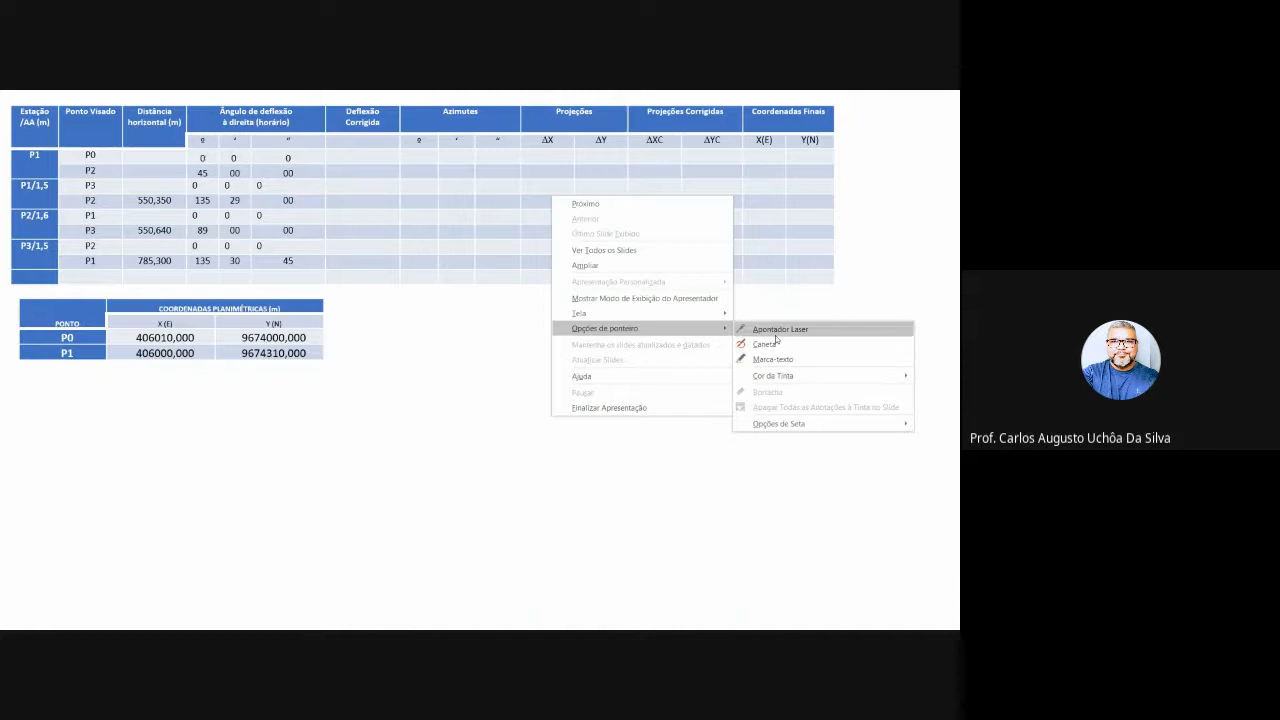 Estação /AA (m) Ponto Visado Distância horizontal (m) Ângulo de deflexão à direita (horário) Deflexão Corrigida Azimutes Projeções Projeções Corrigidas Coordenadas Finais
º ‘ “ º ‘ “ ΔX ΔY ΔXC ΔYC X(E) Y(N)
P1 P0 0 0 0
P2 45 00 00
P1/1,5 P3 0 0 0
P2 550,350 135 29 00
P2/1,6 P1 0 0 0
P3 550,640 89 00 00
P3/1,5 P2 0 0 0
P1 785,300 135 30 45
PONTO COORDENADAS PLANIMÉTRICAS (m)
X (E) Y (N)
P0 406010,000 9674000,000
P1 406000,000 9674310,000
Próximo
Anterior
Último Slide Exibido
Ver Todos os Slides
Ampliar
Apresentação Personalizada
Mostrar Modo de Exibição do Apresentador
Tela
Opções de ponteiro
Mantenha os slides atualizados e datados
Atualizar Slides...
Ajuda
Pausar
Finalizar Apresentação
Apontador Laser
Caneta
Marca-texto
Cor da Tinta
Borracha
Apagar Todas as Anotações à Tinta no Slide
Opções de Seta
Prof. Carlos Augusto Uchôa Da Silva